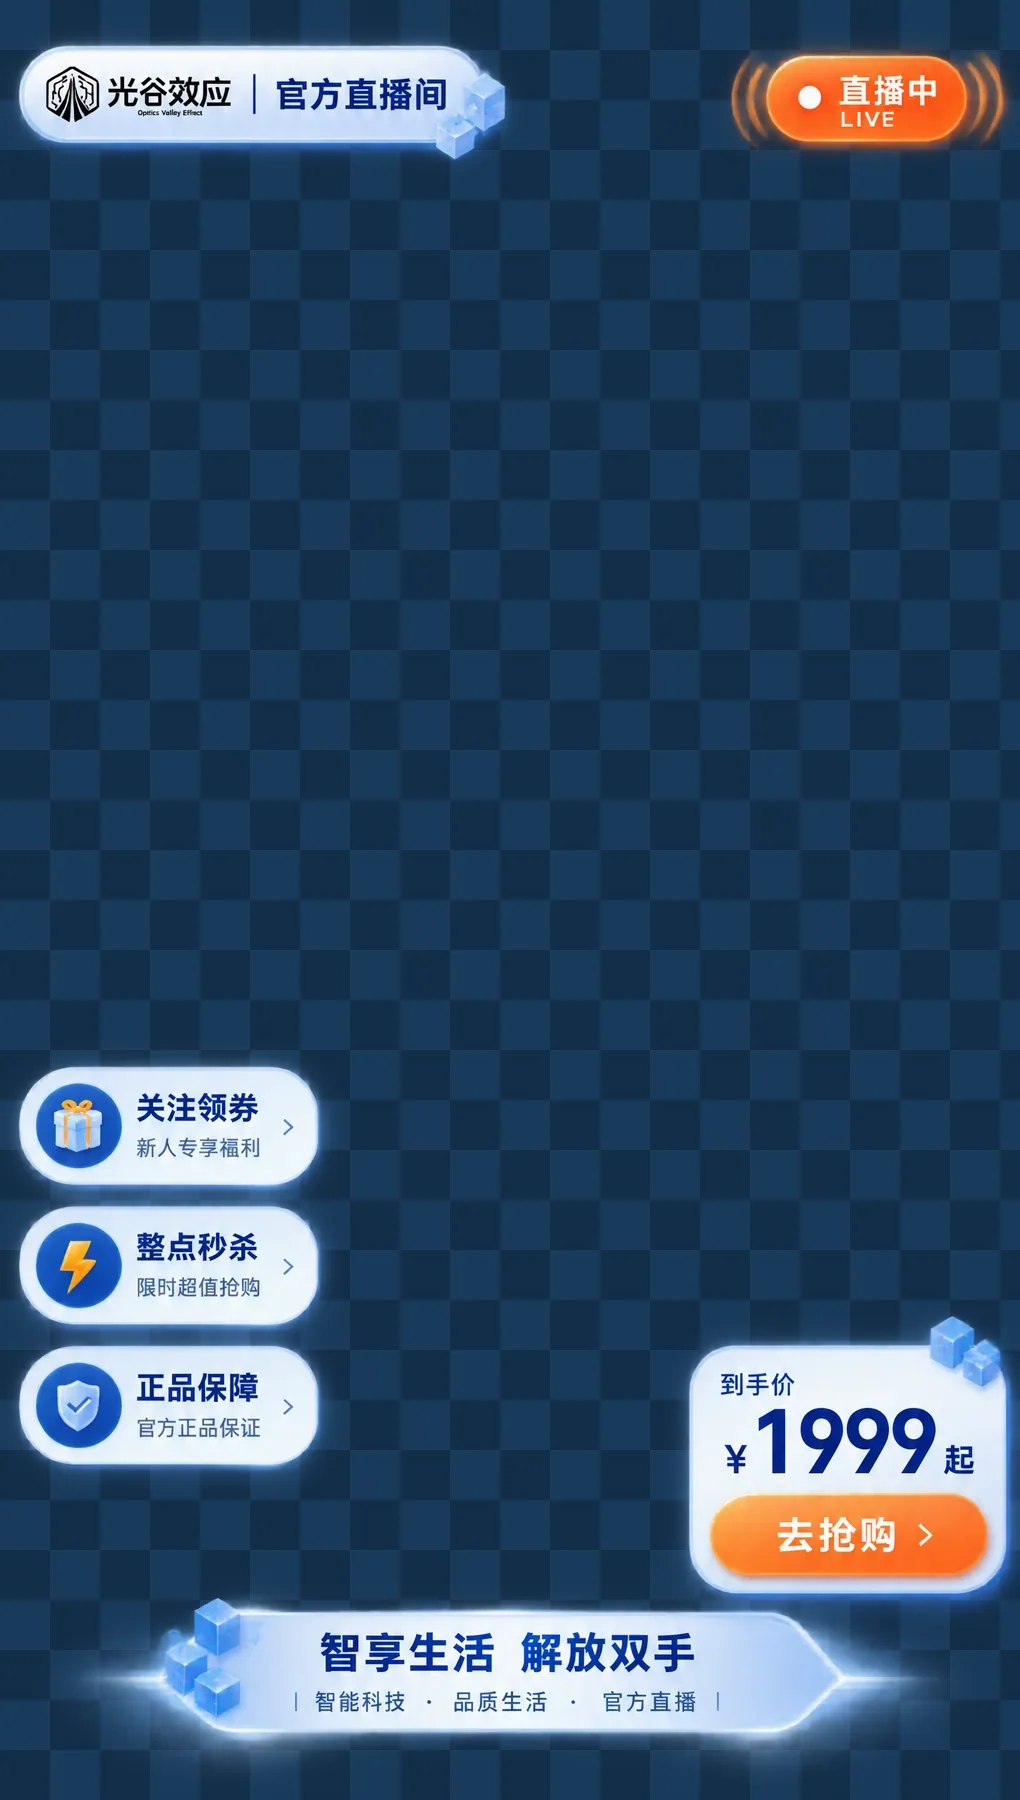 光谷效应
Opnics Valley Effect
官方直播间
直播中
LIVE
关注领券
新人专享福利
整点秒杀
限时超值抢购
正品保障
官方正品保证
到手价
¥1999起
去抢购
智享生活 解放双手
智能科技 · 品质生活 · 官方直播